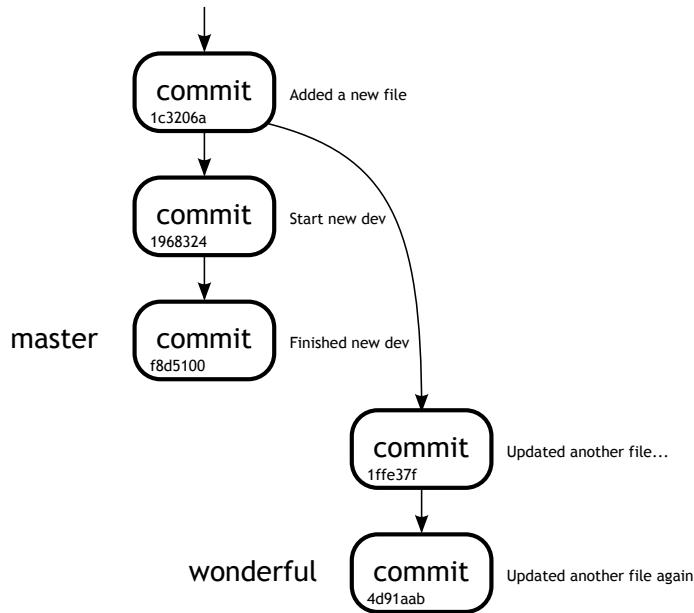 commit
1c3206a
Added a new file
commit
1968324
Start new dev
master
commit
f8d5100
Finished new dev
commit
1ffe37f
Updated another file...
wonderful
commit
4d91aab
Updated another file again